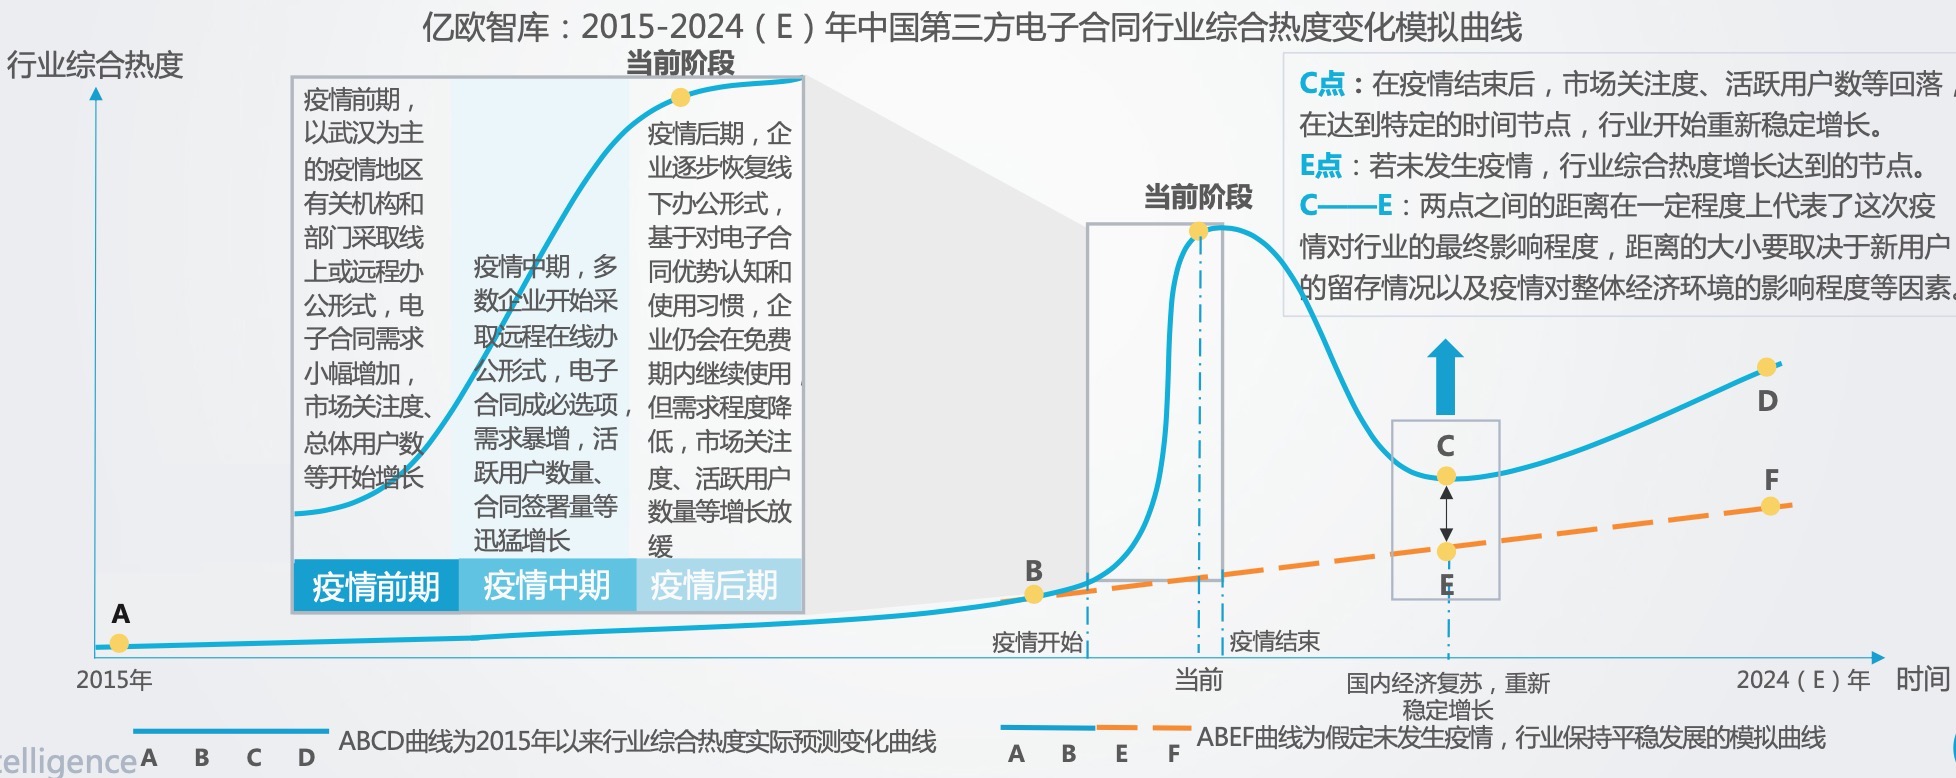 亿欧智库：2015-2024（E）年中国第三方电子合同行业综合热度变化模拟曲线
行业综合热度
当前阶段
疫情前期，
以武汉为主
的疫情地区
有关机构和
部门采取线
上或远程办
公形式，电
子合同需求
小幅增加，
市场关注度、
总体用户数
等开始增长
疫情中期，多
数企业开始采
取远程在线办
公形式，电子
合同成必选项，
需求暴增，活
跃用户数量、
合同签署量等
迅猛增长
疫情后期，企
业逐步恢复线
下办公形式，
基于对电子合
同优势认知和
使用习惯，企
业仍会在免费
期内继续使用，
但需求程度降
低，市场关注
度、活跃用户
数量等增长放
缓
疫情前期
疫情中期
疫情后期
C点：在疫情结束后，市场关注度、活跃用户数等回落，
在达到特定的时间节点，行业开始重新稳定增长。
E点：若未发生疫情，行业综合热度增长达到的节点。
C——E：两点之间的距离在一定程度上代表了这次疫
情对行业的最终影响程度，距离的大小要取决于新用户
的留存情况以及疫情对整体经济环境的影响程度等因素。
当前阶段
A
B
C
D
E
F
疫情开始
疫情结束
2015年
当前
国内经济复苏，重新
稳定增长
2024（E）年
时间
ABCD曲线为2015年以来行业综合热度实际预测变化曲线
A B C D
ABEF曲线为假定未发生疫情，行业保持平稳发展的模拟曲线
A B E F
telligence